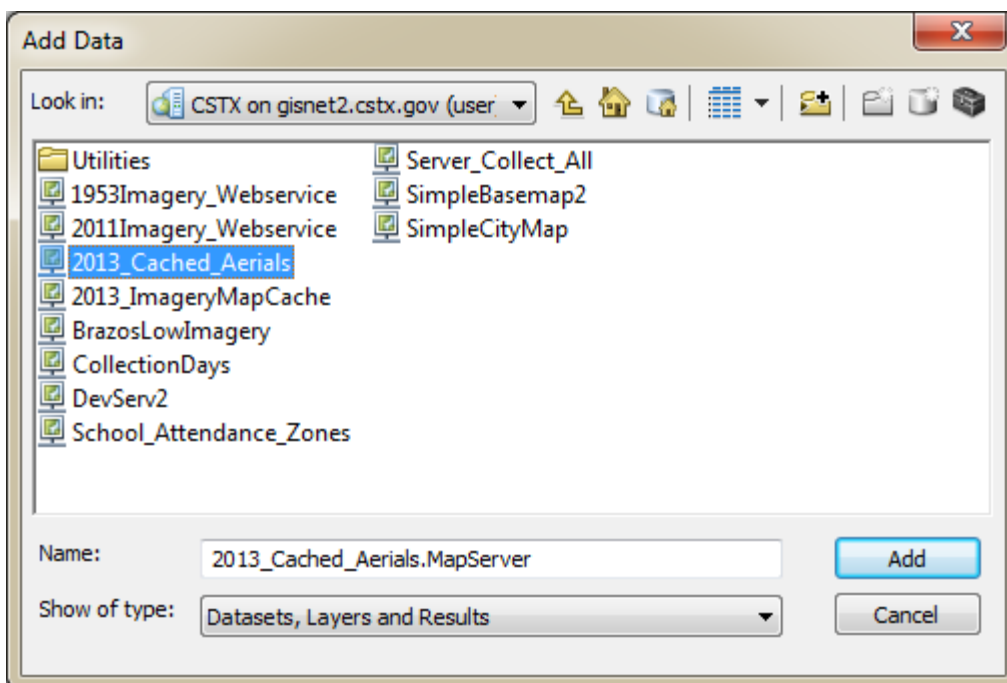 Add Data
Look in: CSTX on gisnet2.cstx.gov (user
Utilities
1953Imagery_Webservice
2011Imagery_Webservice
2013_Cached_Aerials
2013_ImageryMapCache
BrazosLowImagery
CollectionDays
DevServ2
School_Attendance_Zones
Server_Collect_All
SimpleBasemap2
SimpleCityMap
Name: 2013_Cached_Aerials.MapServer
Add
Show of type: Datasets, Layers and Results
Cancel